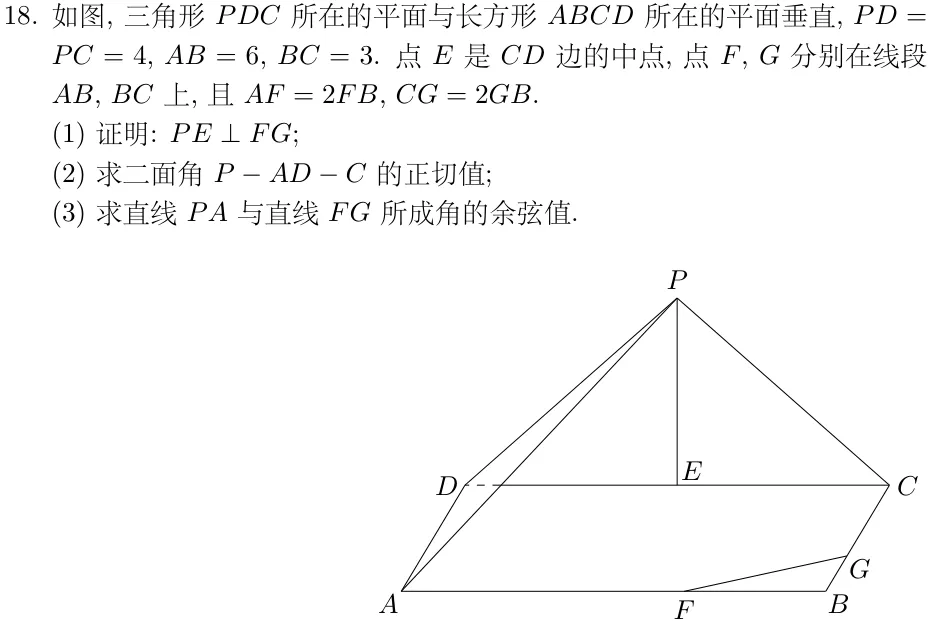 18. 如图, 三角形 PDC 所在的平面与长方形 ABCD 所在的平面垂直, PD =
PC = 4, AB = 6, BC = 3. 点 E 是 CD 边的中点, 点 F, G 分别在线段
AB, BC 上, 且 AF = 2FB, CG = 2GB.
(1) 证明: PE ⊥ FG;
(2) 求二面角 P − AD − C 的正切值;
(3) 求直线 PA 与直线 FG 所成角的余弦值.
P
D
E
C
G
A
F
B